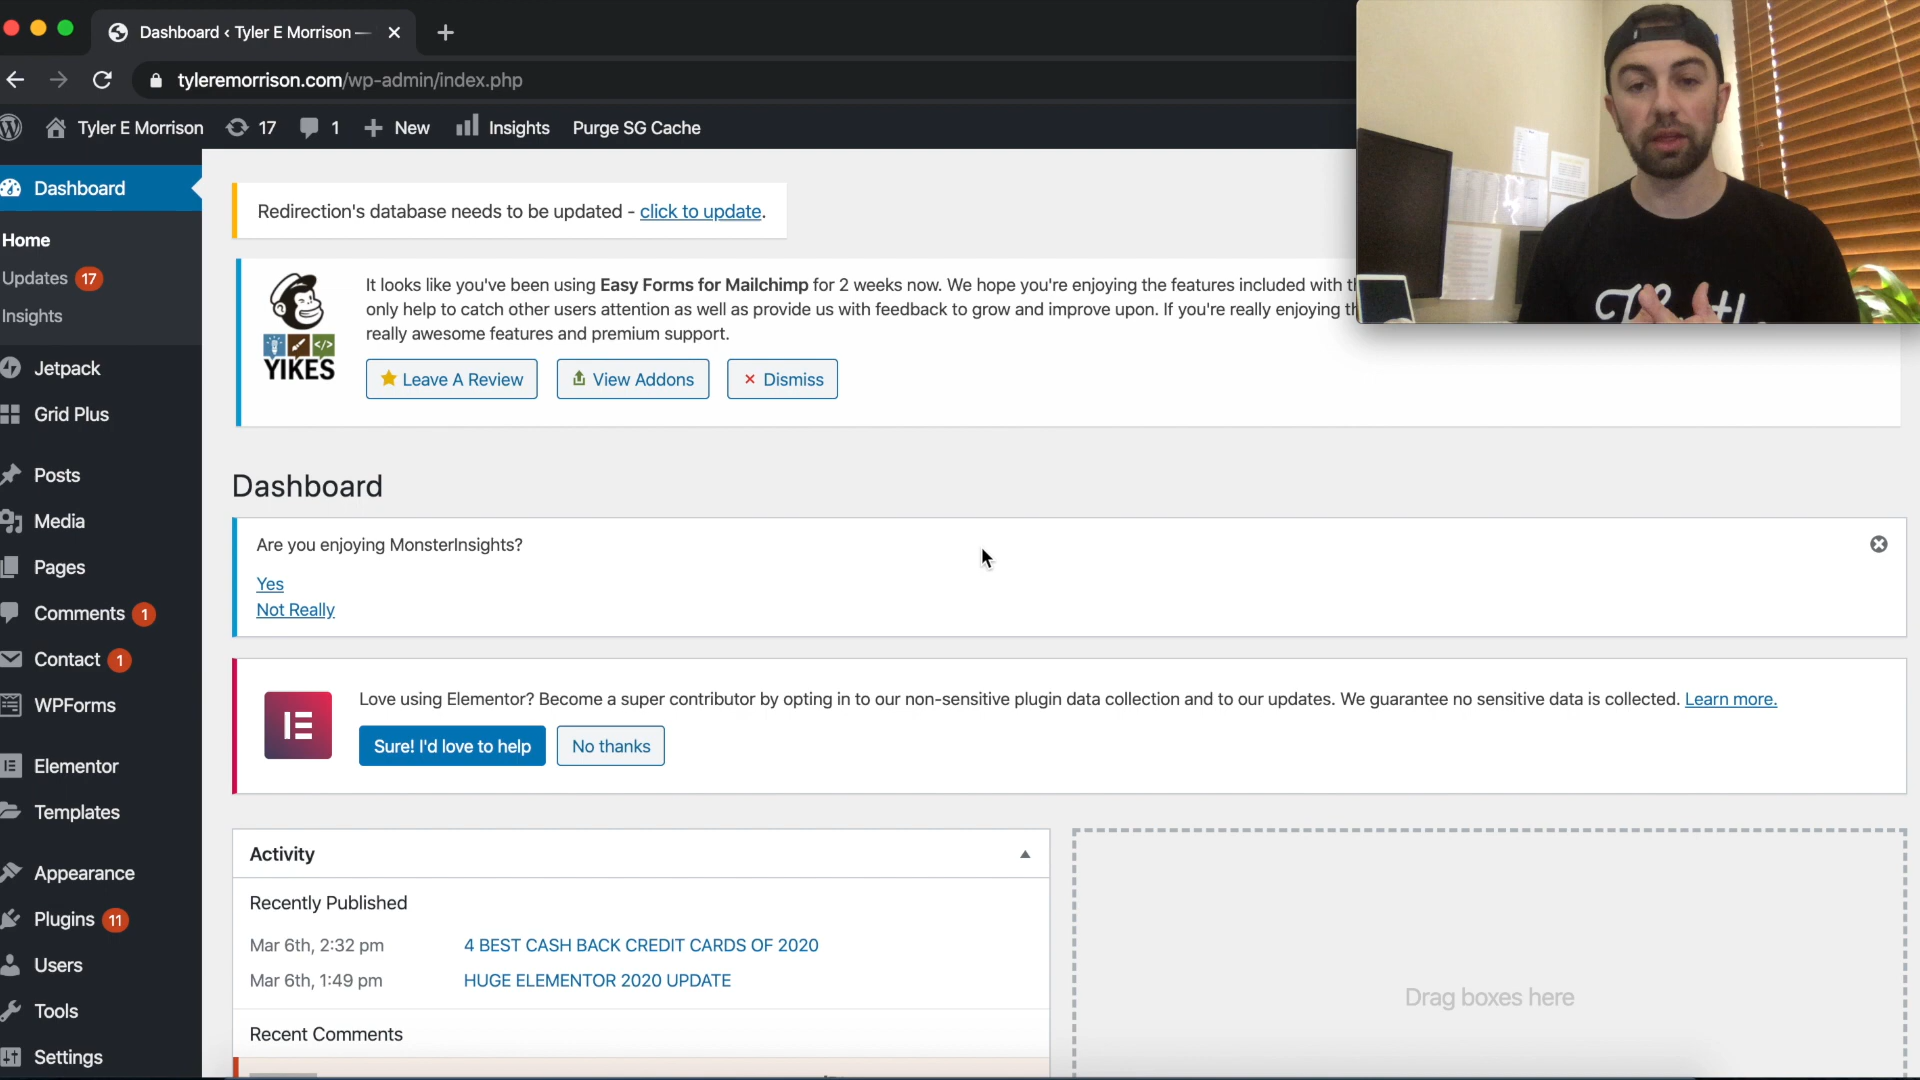 Dashboard ‹ Tyler E Morrison —
tyleremorrison.com/wp-admin/index.php
Tyler E Morrison 17 1 New Insights Purge SG Cache
Dashboard
Home
Updates 17
Insights
Jetpack
Grid Plus
Posts
Media
Pages
Comments 1
Contact 1
WPForms
Elementor
Templates
Appearance
Plugins 11
Users
Tools
Settings
Redirection's database needs to be updated - click to update.
It looks like you've been using Easy Forms for Mailchimp for 2 weeks now. We hope you're enjoying the features included with
only help to catch other users attention as well as provide us with feedback to grow and improve upon. If you're really enjoying
really awesome features and premium support.
YIKES
Leave A Review View Addons Dismiss
Dashboard
Are you enjoying MonsterInsights?
Yes
Not Really
Love using Elementor? Become a super contributor by opting in to our non-sensitive plugin data collection and to our updates. We guarantee no sensitive data is collected. Learn more.
Sure! I'd love to help No thanks
Activity
Recently Published
Mar 6th, 2:32 pm 4 BEST CASH BACK CREDIT CARDS OF 2020
Mar 6th, 1:49 pm HUGE ELEMENTOR 2020 UPDATE
Recent Comments
Drag boxes here